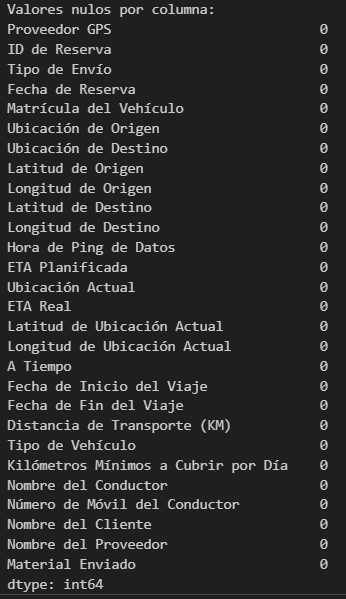 Valores nulos por columna:
Proveedor GPS 0
ID de Reserva 0
Tipo de Envío 0
Fecha de Reserva 0
Matrícula del Vehículo 0
Ubicación de Origen 0
Ubicación de Destino 0
Latitud de Origen 0
Longitud de Origen 0
Latitud de Destino 0
Longitud de Destino 0
Hora de Ping de Datos 0
ETA Planificada 0
Ubicación Actual 0
ETA Real 0
Latitud de Ubicación Actual 0
Longitud de Ubicación Actual 0
A Tiempo 0
Fecha de Inicio del Viaje 0
Fecha de Fin del Viaje 0
Distancia de Transporte (KM) 0
Tipo de Vehículo 0
Kilómetros Mínimos a Cubrir por Día 0
Nombre del Conductor 0
Número de Móvil del Conductor 0
Nombre del Cliente 0
Nombre del Proveedor 0
Material Enviado 0
dtype: int64